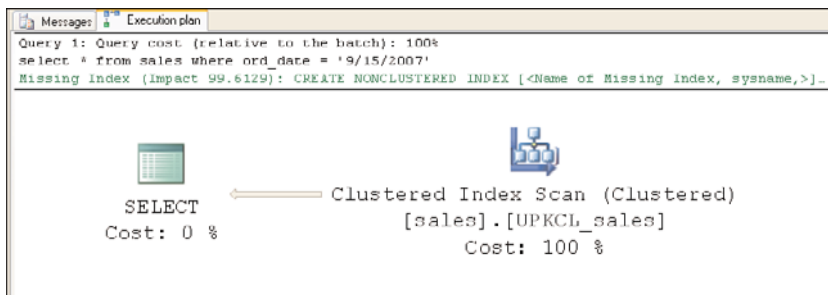 Messages Execution plan
Query 1: Query cost (relative to the batch): 100%
select * from sales where ord_date = '9/15/2007'
Missing Index (Impact 99.6129): CREATE NONCLUSTERED INDEX [<Name of Missing Index, sysname,>]…
SELECT
Cost: 0 %
Clustered Index Scan (Clustered)
[sales].[UPKCL_sales]
Cost: 100 %